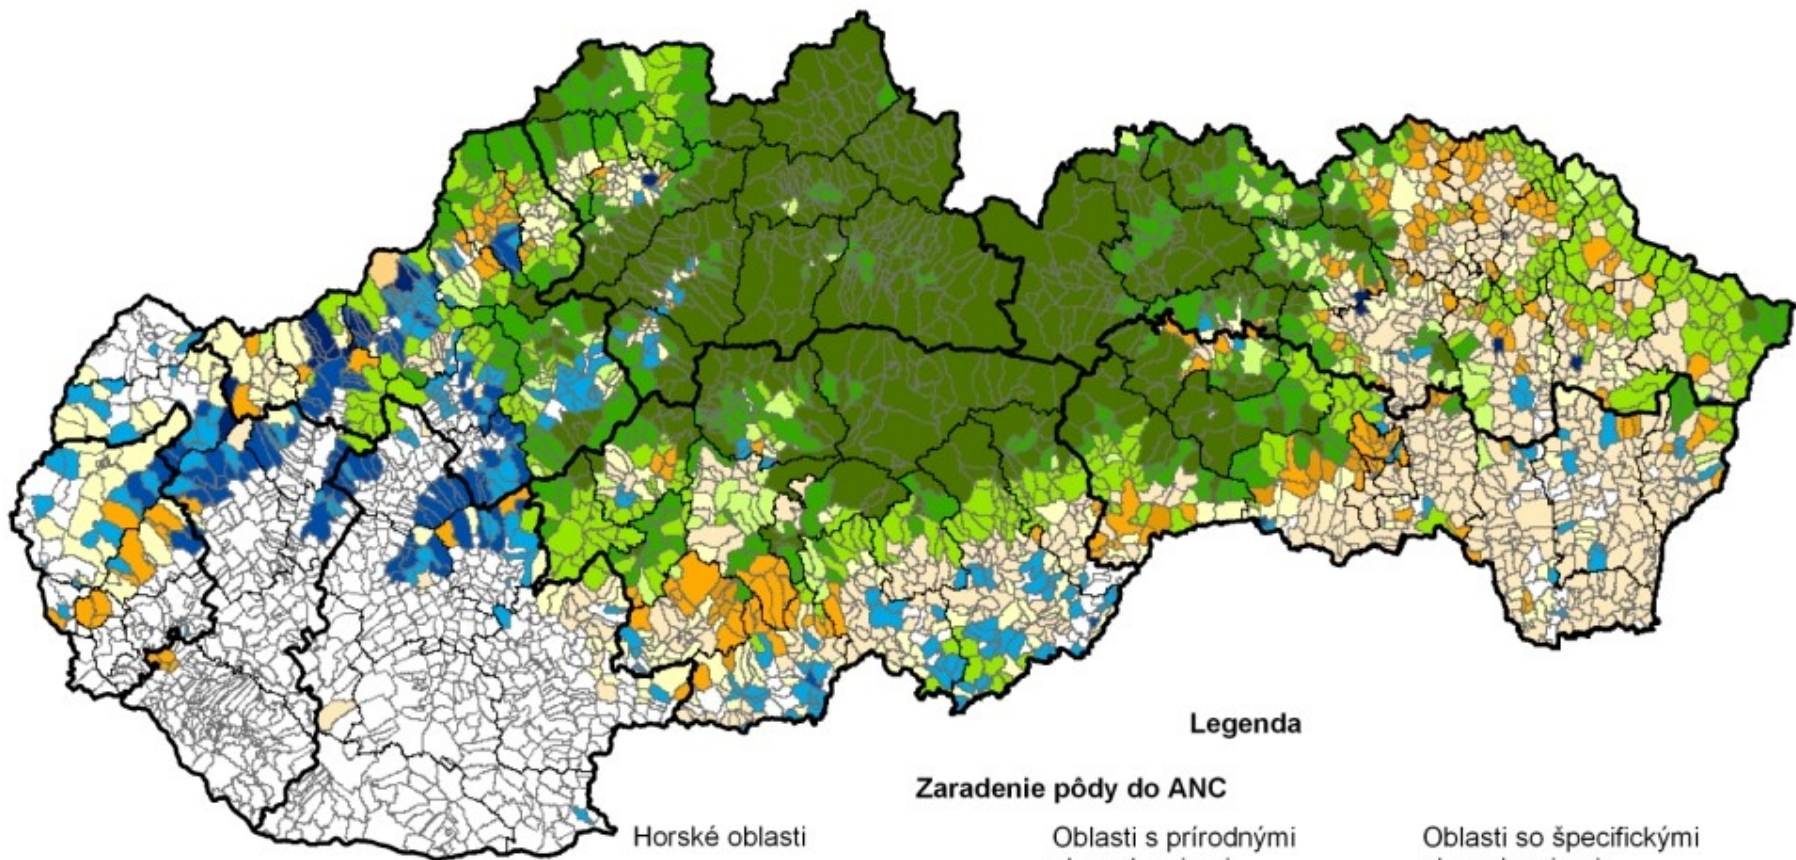 Legenda
Zaradenie pôdy do ANC
Horské oblasti
Oblasti s prírodnými
Oblasti so špecifickými